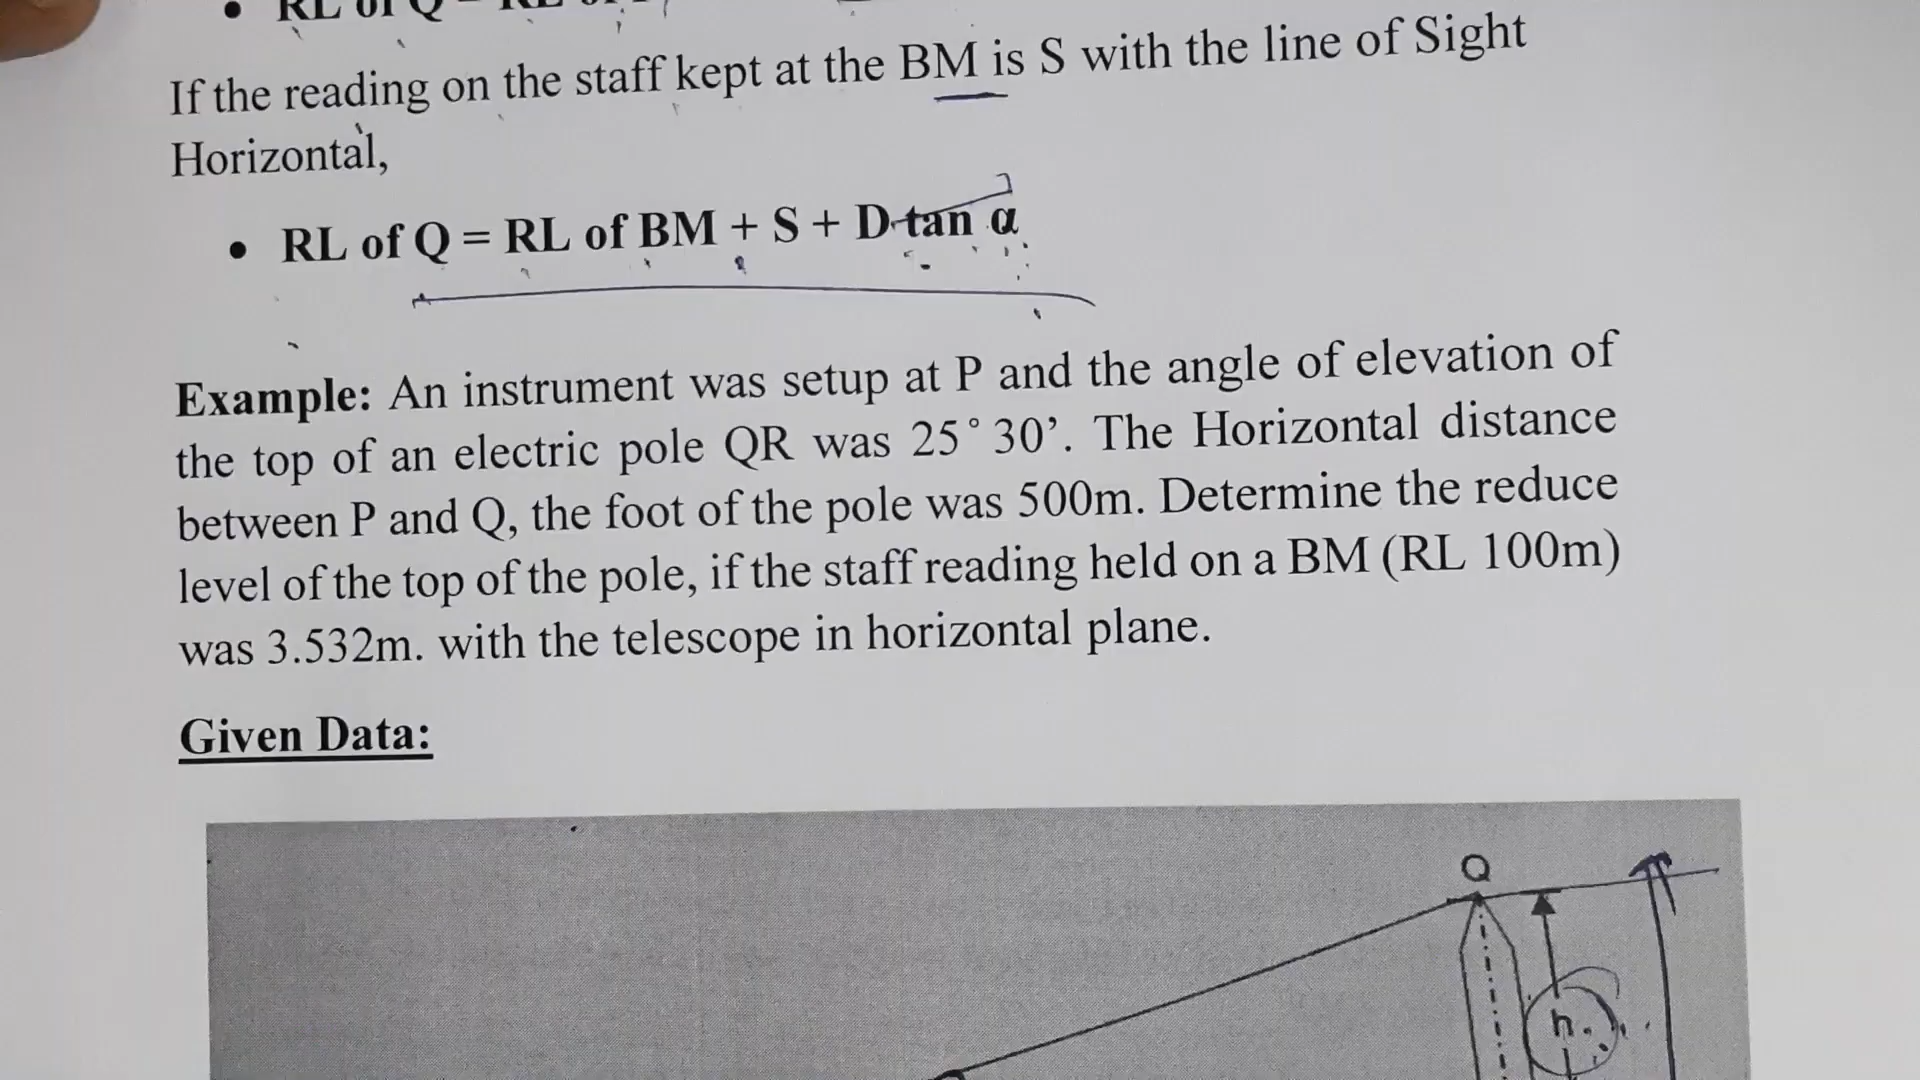 • RL of Q = RL of
If the reading on the staff kept at the BM is S with the line of Sight
Horizontal,
• RL of Q = RL of BM + S + D tan α
Example: An instrument was setup at P and the angle of elevation of
the top of an electric pole QR was 25°30’. The Horizontal distance
between P and Q, the foot of the pole was 500m. Determine the reduce
level of the top of the pole, if the staff reading held on a BM (RL 100m)
was 3.532m. with the telescope in horizontal plane.
Given Data:
Q
h